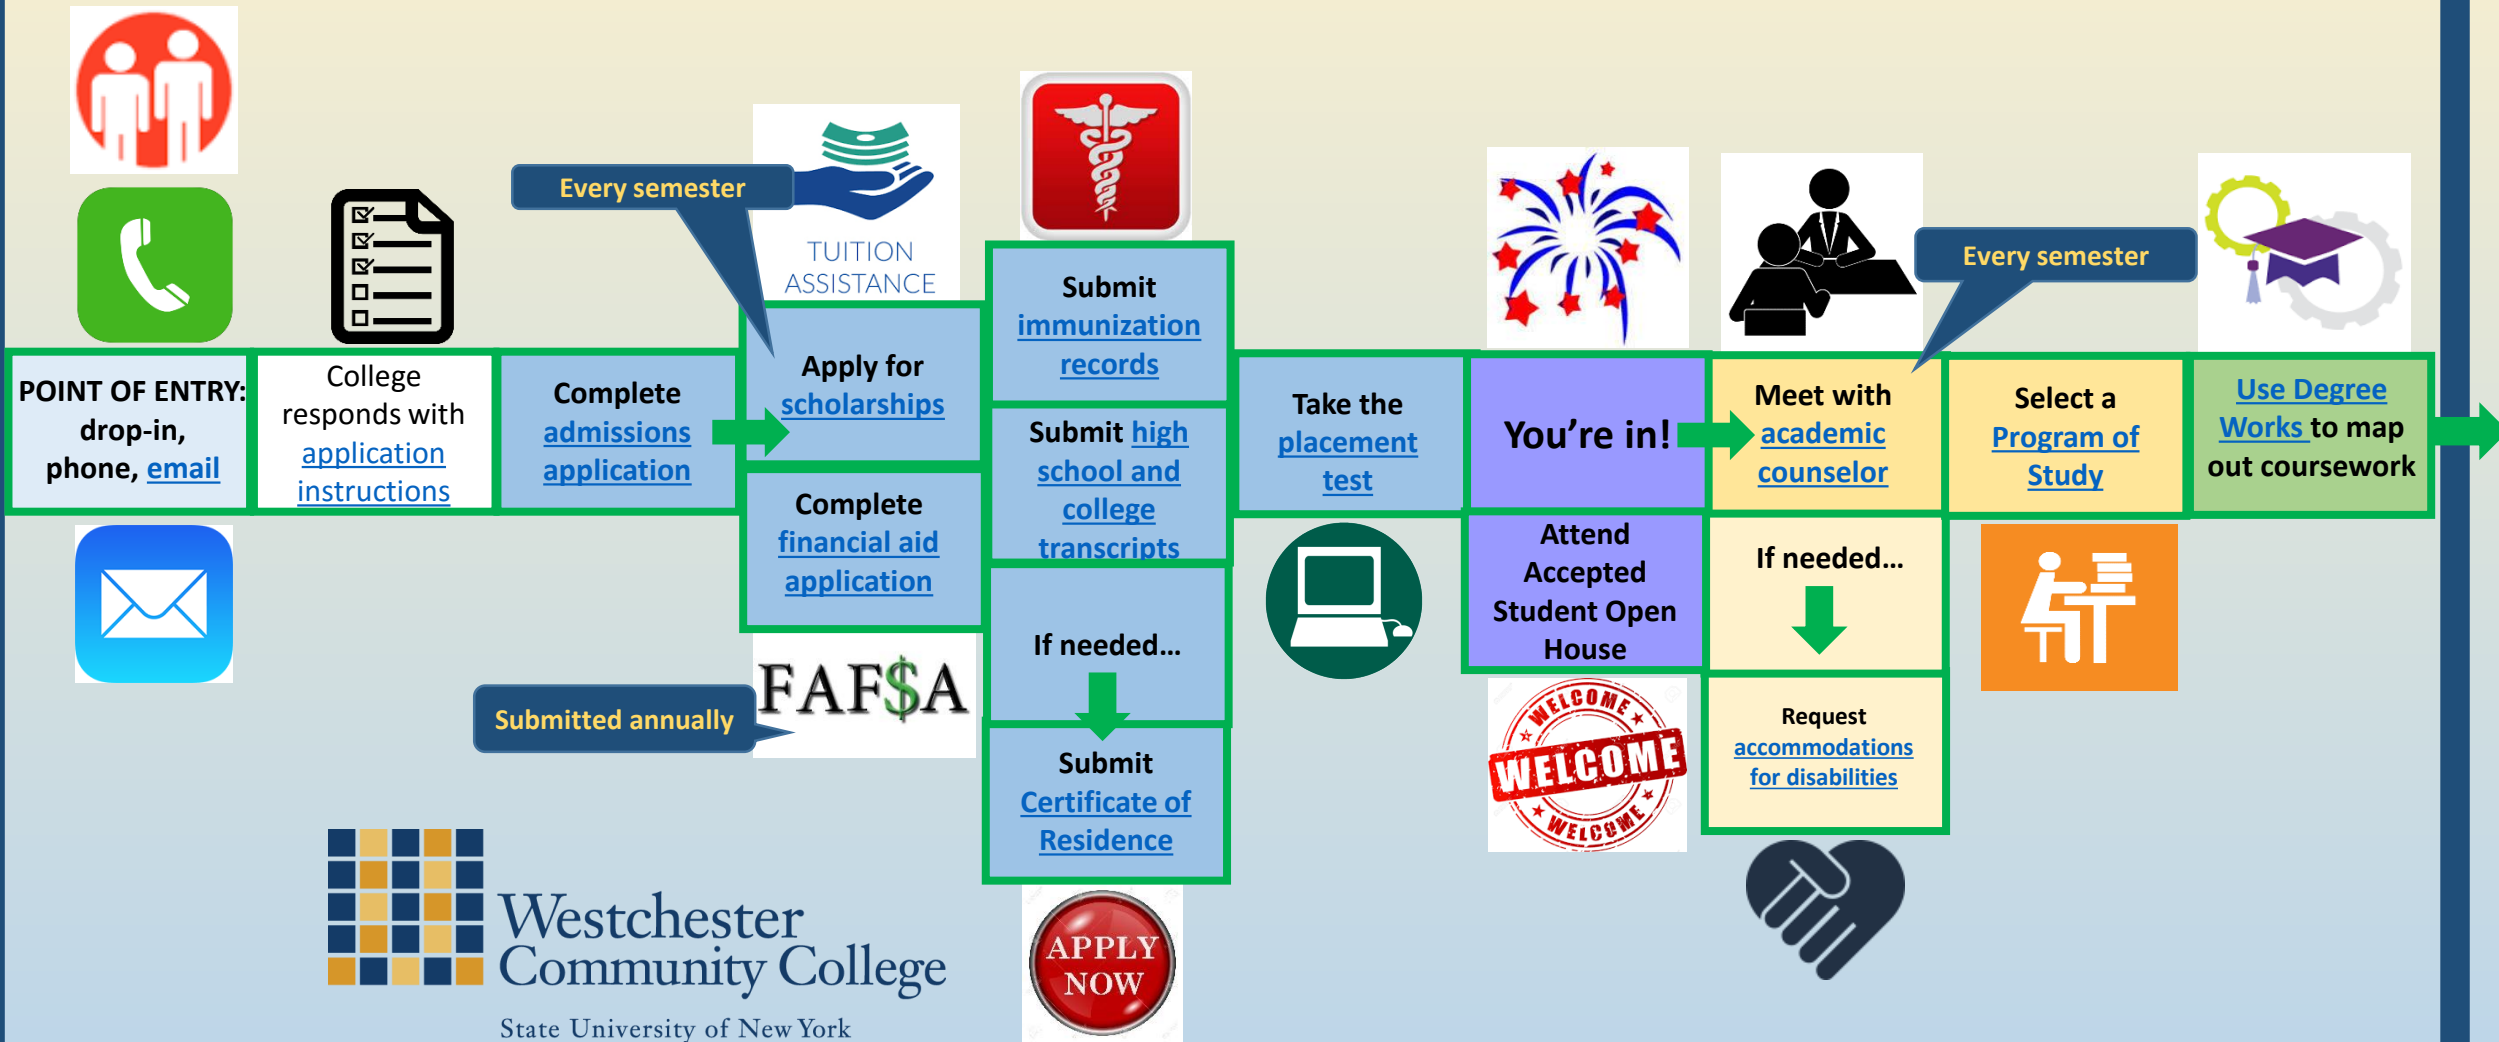 POINT OF ENTRY:
drop-in,
phone, email
College
responds with
application
instructions
Complete
admissions
application
Every semester
TUITION
ASSISTANCE
Apply for
scholarships
Complete
financial aid
application
FAF$A
Submitted annually
Submit
immunization
records
Submit high
school and
college
transcripts
If needed...
Submit
Certificate of
Residence
APPLY
NOW
Take the
placement
test
You're in!
Attend
Accepted
Student Open
House
WELCOME
WELCOME
WELCOME
Every semester
Meet with
academic
counselor
If needed...
Request
accommodations
for disabilities
Select a
Program of
Study
Use Degree
Works to map
out coursework
Westchester
Community College
State University of New York